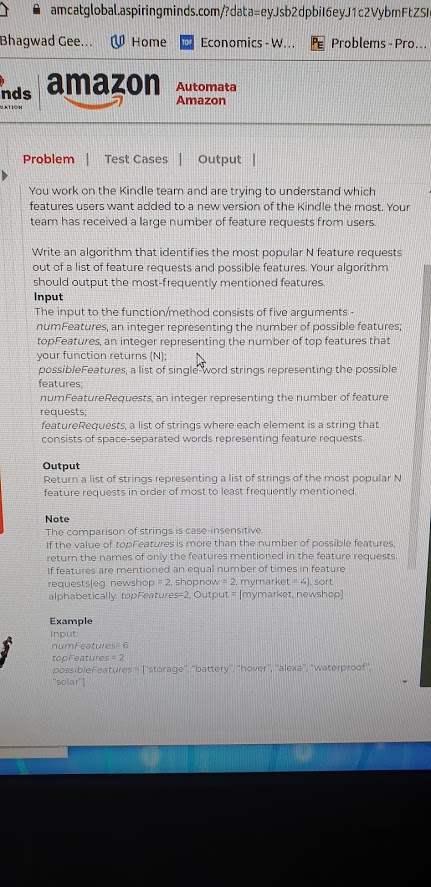 amcatglobal.aspiringminds.com/?data=eyJsb2dpbiI6eyJ1c2VybmFtZSI
Bhagwad Gee... Home TDF Economics - W... PE Problems - Pro...
nds amazon Automata
Amazon
Problem | Test Cases | Output |
You work on the Kindle team and are trying to understand which
features users want added to a new version of the Kindle the most. Your
team has received a large number of feature requests from users.
Write an algorithm that identifies the most popular N feature requests
out of a list of feature requests and possible features. Your algorithm
should output the most-frequently mentioned features.
Input
The input to the function/method consists of five arguments -
numFeatures, an integer representing the number of possible features;
topFeatures, an integer representing the number of top features that
your function returns (N);
possibleFeatures, a list of single-word strings representing the possible
features;
numFeatureRequests, an integer representing the number of feature
requests;
featureRequests, a list of strings where each element is a string that
consists of space-separated words representing feature requests.
Output
Return a list of strings representing a list of strings of the most popular N
feature requests in order of most to least frequently mentioned.
Note
The comparison of strings is case-insensitive.
If the value of topFeatures is more than the number of possible features,
return the names of only the features mentioned in the feature requests.
If features are mentioned an equal number of times in feature
requests(eg. newshop = 2, shopnow = 2, mymarket = 4), sort
alphabetically. topFeatures=2, Output = [mymarket, newshop]
Example
Input:
numFeatures= 6
topFeatures = 2
possibleFeatures = ["storage", "battery", "hover", "alexa", "waterproof",
"solar"]